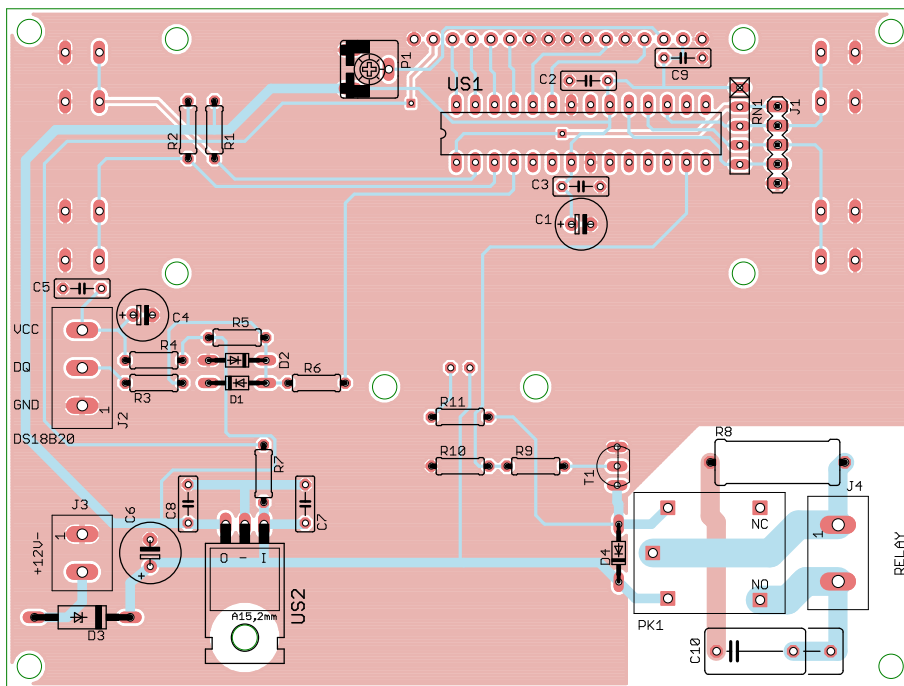 P1
US1
C2
C9
RN1
J1
R2
R1
C3
C1
C5
C4
VCC
R5
R4
D2
DQ
R6
R3
D1
GND
1
J2
R11
DS18B20
R8
R10
R9
R7
T1
J4
J3
C6
C8
C7
NC
1
1
+12V-
O - I
D4
RELAY
NO
A15,2mm
US2
D3
PK1
C10
+
+
+
+